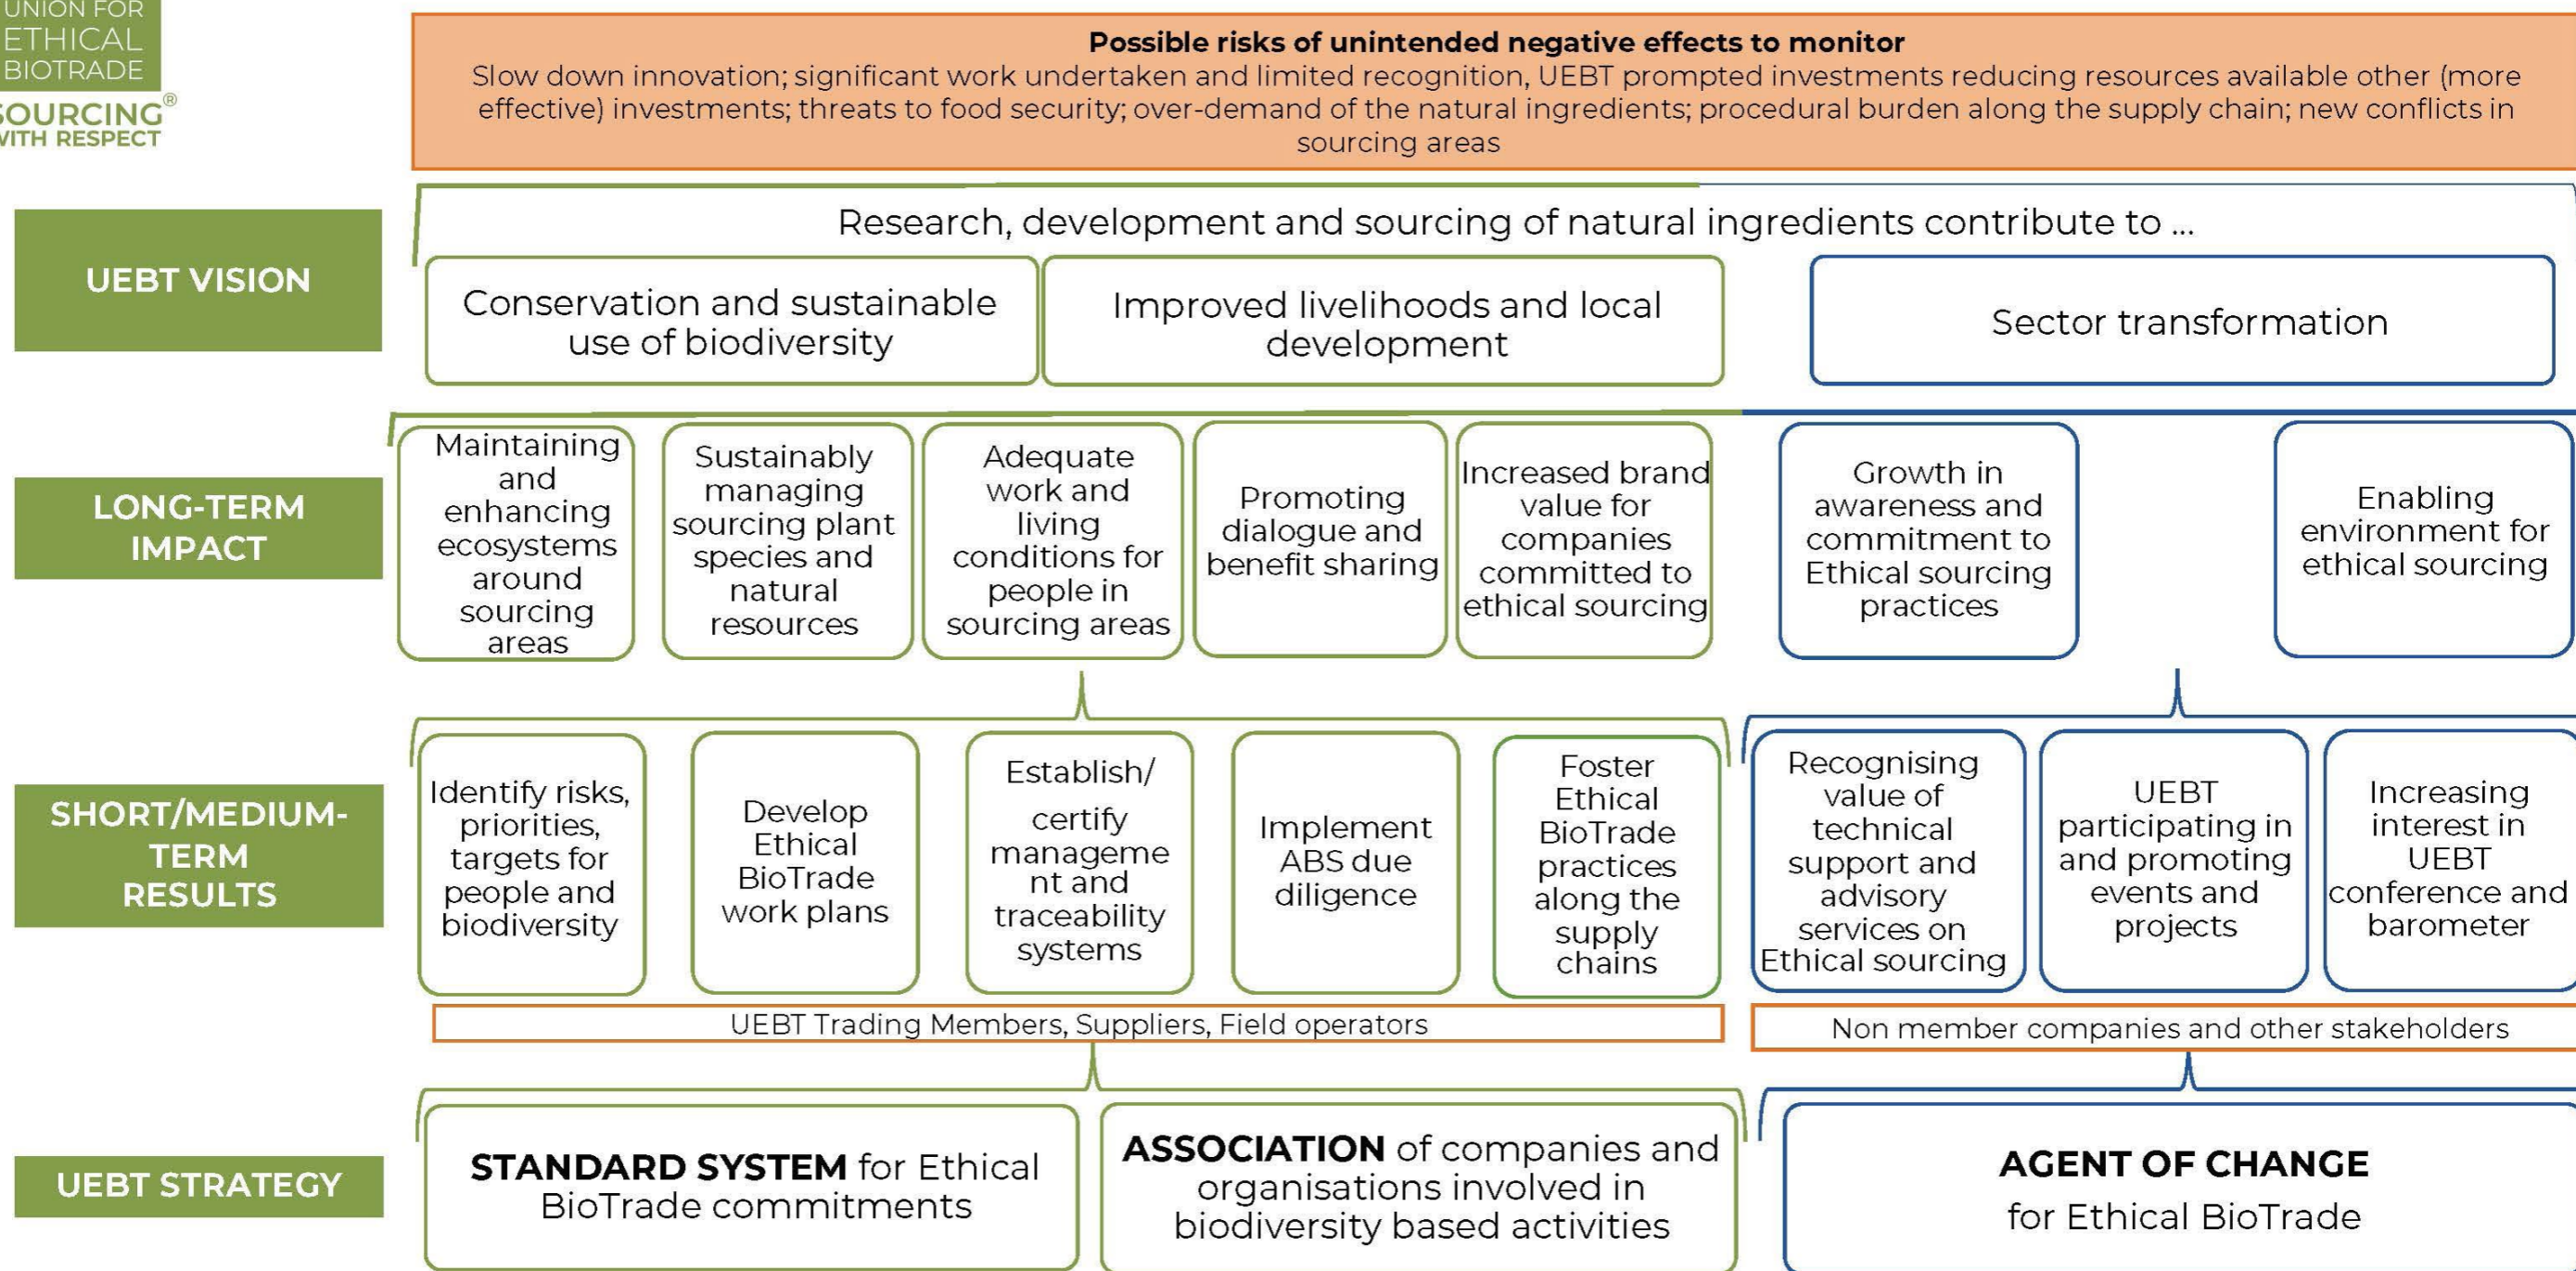 UNION FOR
ETHICAL
BIOTRADE
SOURCING®
WITH RESPECT
Possible risks of unintended negative effects to monitor
Slow down innovation; significant work undertaken and limited recognition, UEBT prompted investments reducing resources available other (more
effective) investments; threats to food security; over-demand of the natural ingredients; procedural burden along the supply chain; new conflicts in
sourcing areas
UEBT VISION
Research, development and sourcing of natural ingredients contribute to ...
Conservation and sustainable
use of biodiversity
Improved livelihoods and local
development
Sector transformation
LONG-TERM
IMPACT
Maintaining
and
enhancing
ecosystems
around
sourcing
areas
Sustainably
managing
sourcing plant
species and
natural
resources
Adequate
work and
living
conditions for
people in
sourcing areas
Promoting
dialogue and
benefit sharing
Increased brand
value for
companies
committed to
ethical sourcing
Growth in
awareness and
commitment to
Ethical sourcing
practices
Enabling
environment for
ethical sourcing
SHORT/MEDIUM-
TERM
RESULTS
Identify risks,
priorities,
targets for
people and
biodiversity
Develop
Ethical
BioTrade
work plans
Establish/
certify
manageme
nt and
traceability
systems
Implement
ABS due
diligence
Foster
Ethical
BioTrade
practices
along the
supply
chains
Recognising
value of
technical
support and
advisory
services on
Ethical sourcing
UEBT
participating in
and promoting
events and
projects
Increasing
interest in
UEBT
conference and
barometer
UEBT Trading Members, Suppliers, Field operators
Non member companies and other stakeholders
UEBT STRATEGY
STANDARD SYSTEM for Ethical
BioTrade commitments
ASSOCIATION of companies and
organisations involved in
biodiversity based activities
AGENT OF CHANGE
for Ethical BioTrade